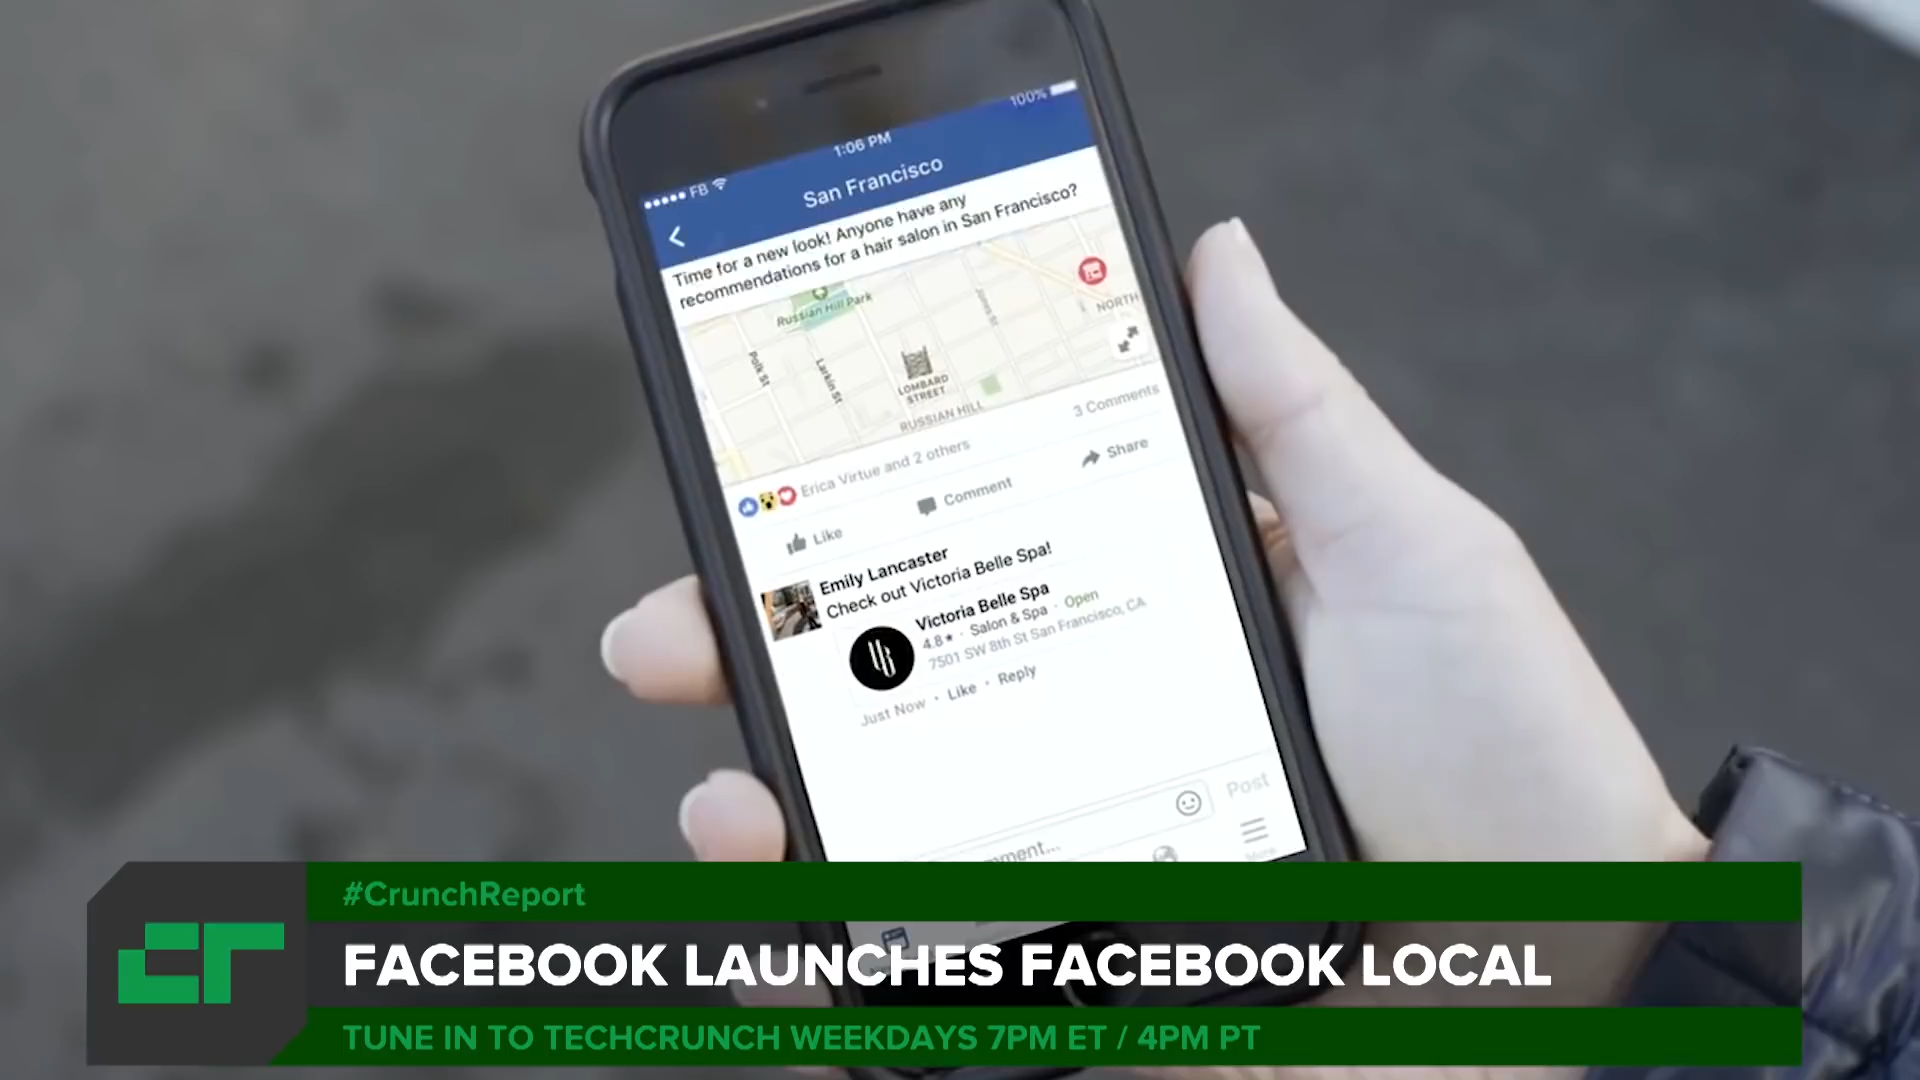 100%
1:06 PM
FB
San Francisco
Time for a new look! Anyone have any
recommendations for a hair salon in San Francisco?
Russian Hill Park
Jones St
NORTH
Polk St
Larkin St
LOMBARD
STREET
RUSSIAN HILL
3 Comments
Erica Virtue and 2 others
Like
Comment
Share
Emily Lancaster
Check out Victoria Belle Spa!
Victoria Belle Spa
4.8★ · Salon & Spa · Open
7501 SW 8th St San Francisco, CA
Just Now · Like · Reply
Post
More
#CrunchReport
FACEBOOK LAUNCHES FACEBOOK LOCAL
TUNE IN TO TECHCRUNCH WEEKDAYS 7PM ET / 4PM PT